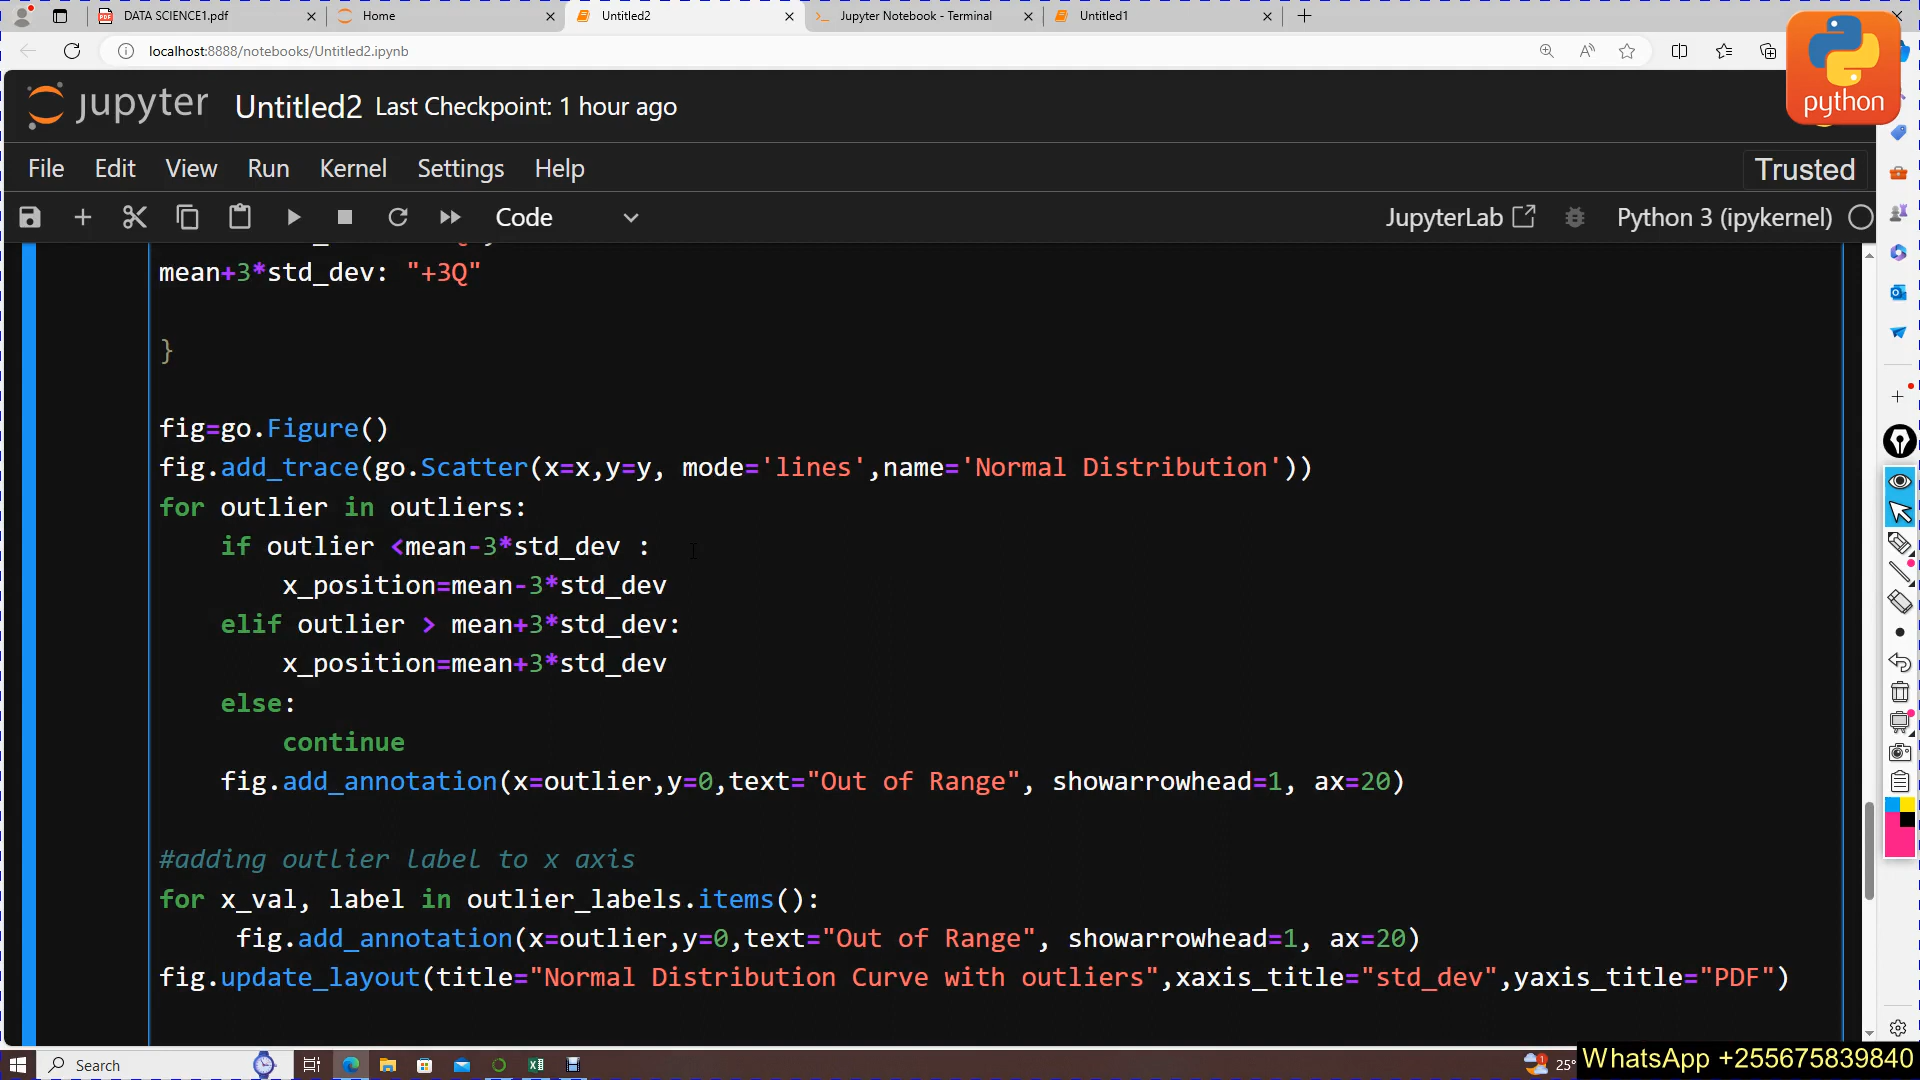 DATA SCIENCE1.pdf
Home
Untitled2
Jupyter Notebook - Terminal
Untitled1
localhost:8888/notebooks/Untitled2.ipynb
python
jupyter Untitled2 Last Checkpoint: 1 hour ago
File Edit View Run Kernel Settings Help
Trusted
Code
JupyterLab
Python 3 (ipykernel)
mean+3*std_dev: "+3Q"
}
fig=go.Figure()
fig.add_trace(go.Scatter(x=x,y=y, mode='lines',name='Normal Distribution'))
for outlier in outliers:
if outlier <mean-3*std_dev :
x_position=mean-3*std_dev
elif outlier > mean+3*std_dev:
x_position=mean+3*std_dev
else:
continue
fig.add_annotation(x=outlier,y=0,text="Out of Range", showarrowhead=1, ax=20)
#adding outlier label to x axis
for x_val, label in outlier_labels.items():
fig.add_annotation(x=outlier,y=0,text="Out of Range", showarrowhead=1, ax=20)
fig.update_layout(title="Normal Distribution Curve with outliers",xaxis_title="std_dev",yaxis_title="PDF")
Search
25°
WhatsApp +255675839840